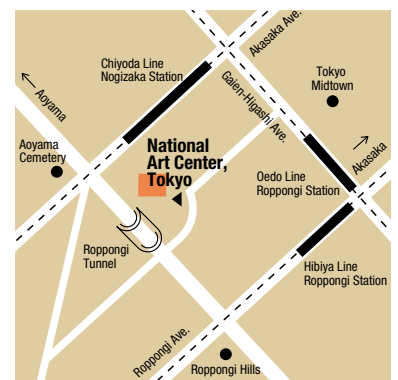 Akasaka Ave.
Chiyoda Line
Nogizaka Station
Tokyo
Midtown
Aoyama
Gaien-Higashi Ave.
Aoyama
Cemetery
National
Art Center,
Tokyo
Akasaka
Oedo Line
Roppongi Station
Roppongi
Tunnel
Hibiya Line
Roppongi Station
Roppongi Ave.
Roppongi Hills